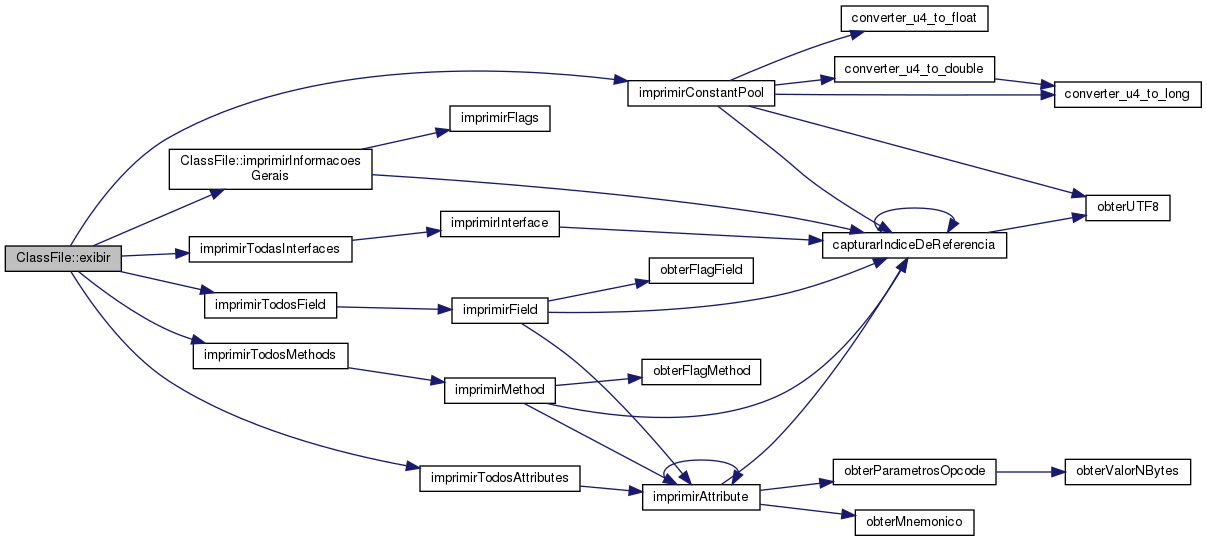 converter_u4_to_float
converter_u4_to_double
imprimirConstantPool
converter_u4_to_long
imprimirFlags
ClassFile::imprimirInformacoes
Gerais
obterUTF8
imprimirInterface
imprimirTodasInterfaces
capturarIndiceDeReferencia
ClassFile::exibir
obterFlagField
imprimirTodosField
imprimirField
imprimirTodosMethods
obterFlagMethod
imprimirMethod
obterParametrosOpcode
obterValorNBytes
imprimirTodosAttributes
imprimirAttribute
obterMnemonico